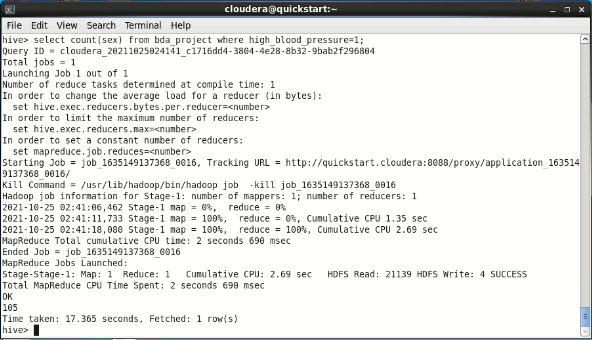 cloudera@quickstart:~
File Edit View Search Terminal Help
hive> select count(sex) from bda_project where high_blood_pressure=1;
Query ID = cloudera_20211025024141_c1716dd4-3804-4e28-8b32-9bab2f296804
Total jobs = 1
Launching Job 1 out of 1
Number of reduce tasks determined at compile time: 1
In order to change the average load for a reducer (in bytes):
  set hive.exec.reducers.bytes.per.reducer=<number>
In order to limit the maximum number of reducers:
  set hive.exec.reducers.max=<number>
In order to set a constant number of reducers:
  set mapreduce.job.reduces=<number>
Starting Job = job_1635149137368_0016, Tracking URL = http://quickstart.cloudera:8088/proxy/application_163514
9137368_0016/
Kill Command = /usr/lib/hadoop/bin/hadoop job  -kill job_1635149137368_0016
Hadoop job information for Stage-1: number of mappers: 1; number of reducers: 1
2021-10-25 02:41:06,462 Stage-1 map = 0%,  reduce = 0%
2021-10-25 02:41:11,733 Stage-1 map = 100%,  reduce = 0%, Cumulative CPU 1.35 sec
2021-10-25 02:41:18,080 Stage-1 map = 100%,  reduce = 100%, Cumulative CPU 2.69 sec
MapReduce Total cumulative CPU time: 2 seconds 690 msec
Ended Job = job_1635149137368_0016
MapReduce Jobs Launched:
Stage-Stage-1: Map: 1  Reduce: 1   Cumulative CPU: 2.69 sec   HDFS Read: 21139 HDFS Write: 4 SUCCESS
Total MapReduce CPU Time Spent: 2 seconds 690 msec
OK
105
Time taken: 17.365 seconds, Fetched: 1 row(s)
hive>